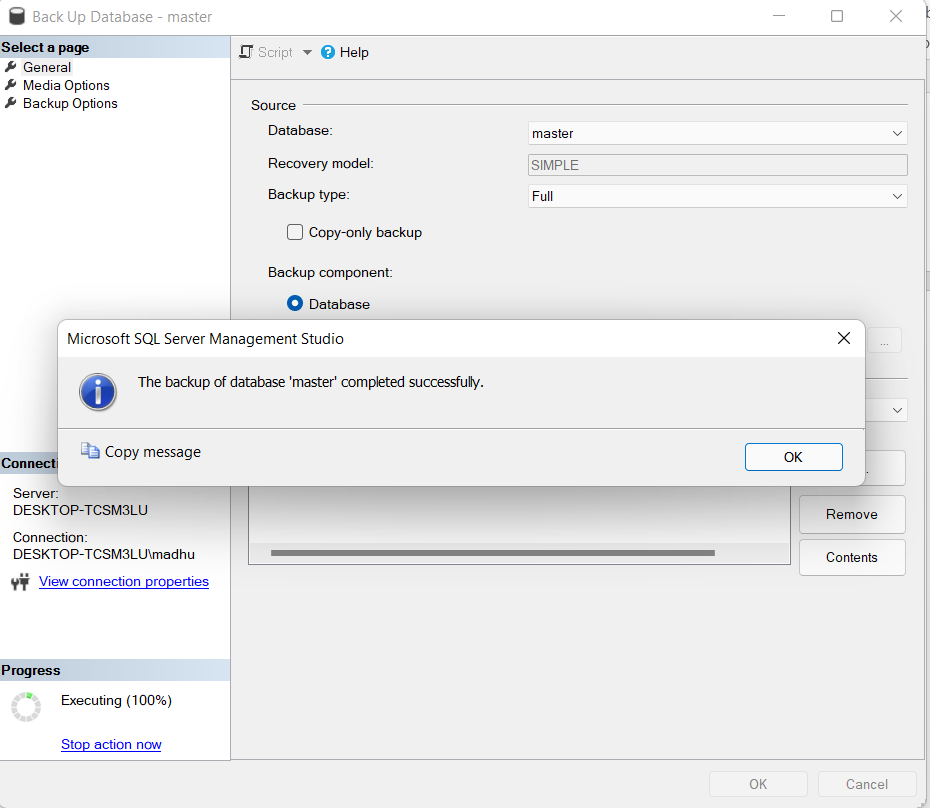 Back Up Database - master
Select a page
General
Media Options
Backup Options
Script
Help
Source
Database:
master
Recovery model:
SIMPLE
Backup type:
Full
Copy-only backup
Backup component:
Database
...
Microsoft SQL Server Management Studio
The backup of database 'master' completed successfully.
Copy message
OK
Remove
Contents
Connecti
Server:
DESKTOP-TCSM3LU
Connection:
DESKTOP-TCSM3LU\madhu
View connection properties
Progress
Executing (100%)
Stop action now
OK
Cancel